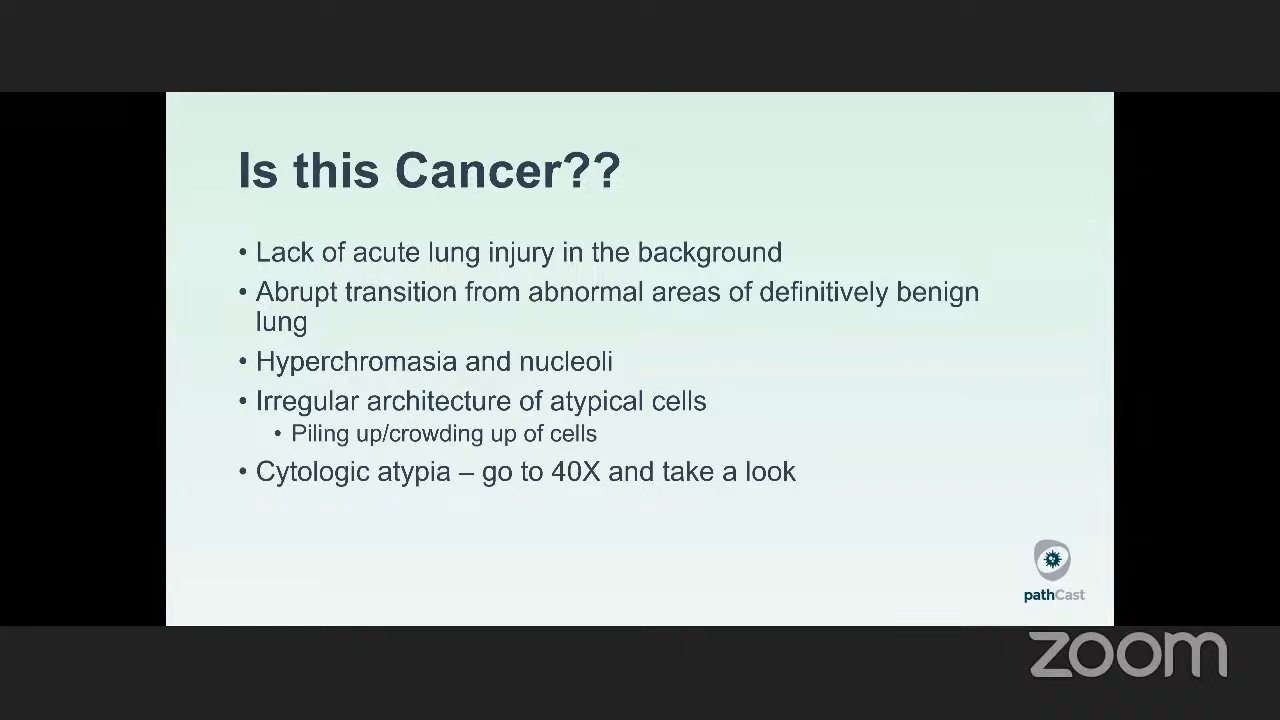 Is this Cancer??
• Lack of acute lung injury in the background
• Abrupt transition from abnormal areas of definitively benign
lung
• Hyperchromasia and nucleoli
• Irregular architecture of atypical cells
• Piling up/crowding up of cells
• Cytologic atypia – go to 40X and take a look
pathCast
zoom